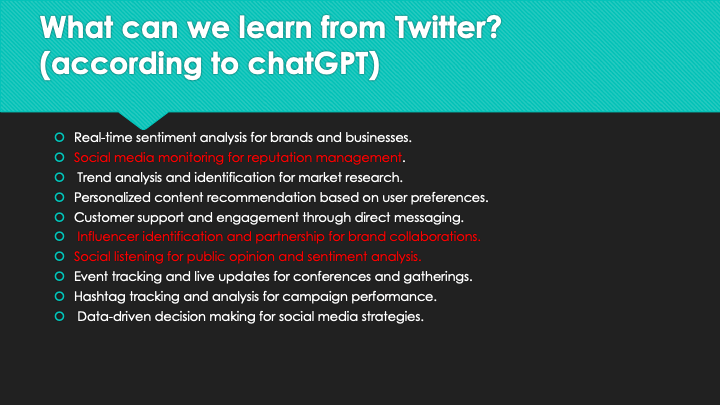 What can we learn from Twitter?
(according to chatGPT)
Real-time sentiment analysis for brands and businesses.
Social media monitoring for reputation management.
Trend analysis and identification for market research.
Personalized content recommendation based on user preferences.
Customer support and engagement through direct messaging.
Influencer identification and partnership for brand collaborations.
Social listening for public opinion and sentiment analysis.
Event tracking and live updates for conferences and gatherings.
Hashtag tracking and analysis for campaign performance.
Data-driven decision making for social media strategies.